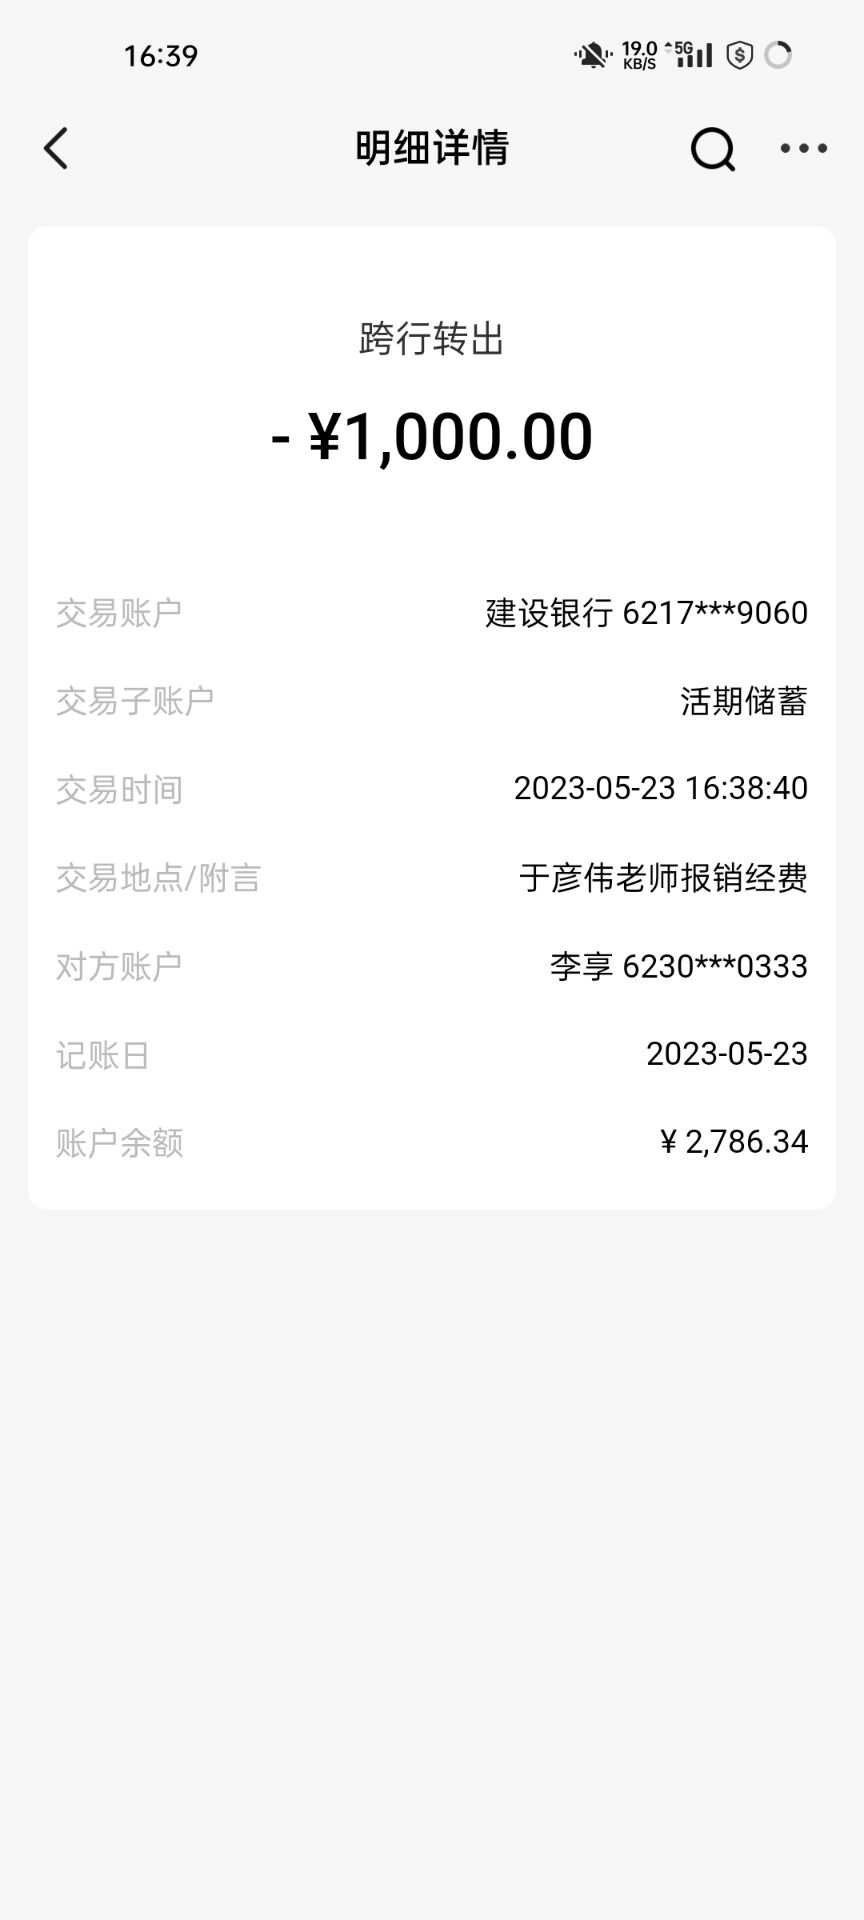 16:39
19.0 KB/S 5G
明细详情
跨行转出
- ¥1,000.00
交易账户 建设银行 6217***9060
交易子账户 活期储蓄
交易时间 2023-05-23 16:38:40
交易地点/附言 于彦伟老师报销经费
对方账户 李享 6230***0333
记账日 2023-05-23
账户余额 ¥ 2,786.34